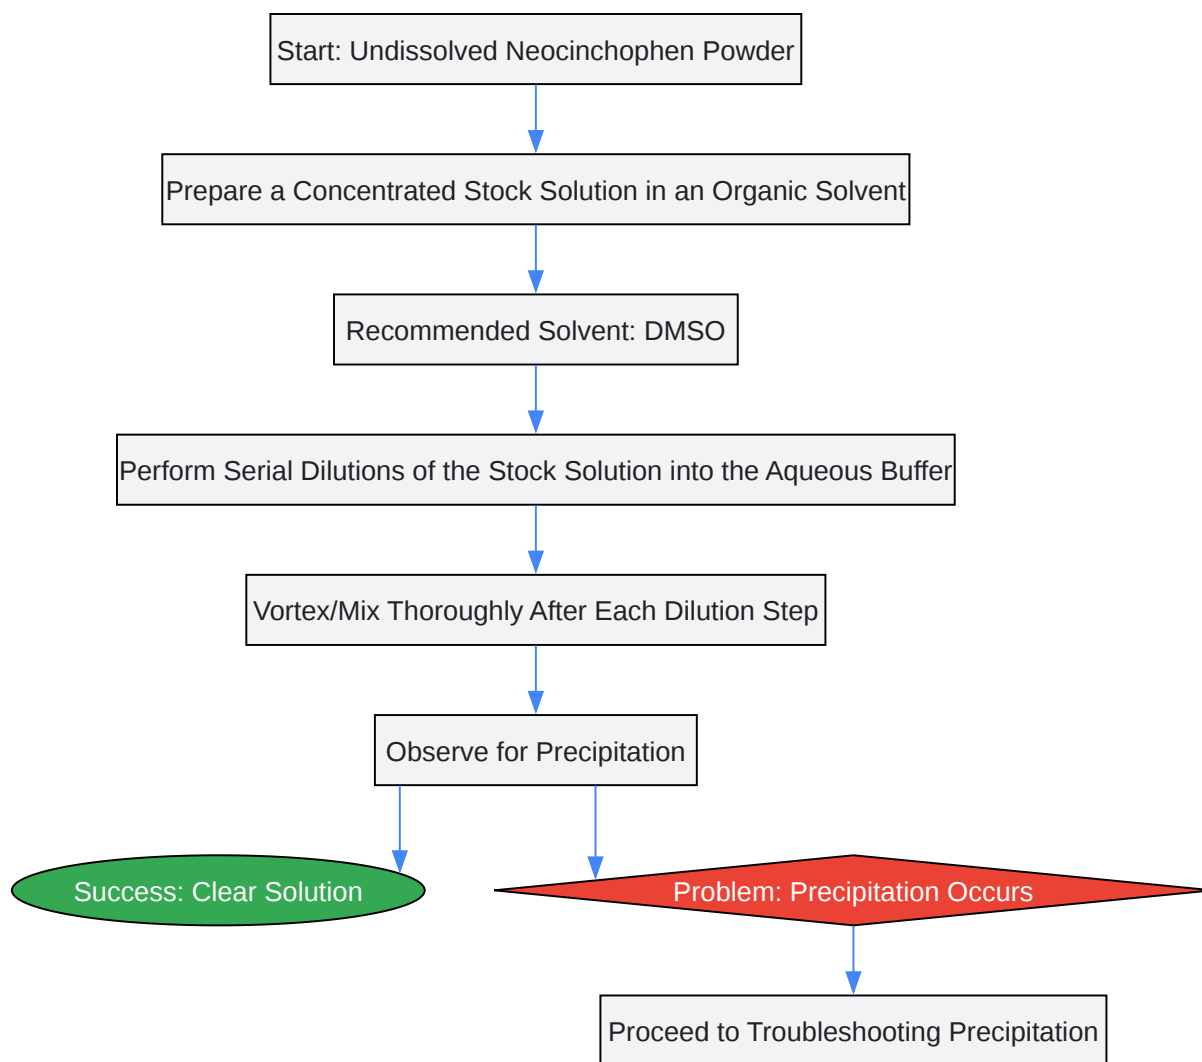 Start: Undissolved Neocinchophen Powder
Prepare a Concentrated Stock Solution in an Organic Solvent
Recommended Solvent: DMSO
Perform Serial Dilutions of the Stock Solution into the Aqueous Buffer
Vortex/Mix Thoroughly After Each Dilution Step
Observe for Precipitation
Success: Clear Solution
Problem: Precipitation Occurs
Proceed to Troubleshooting Precipitation